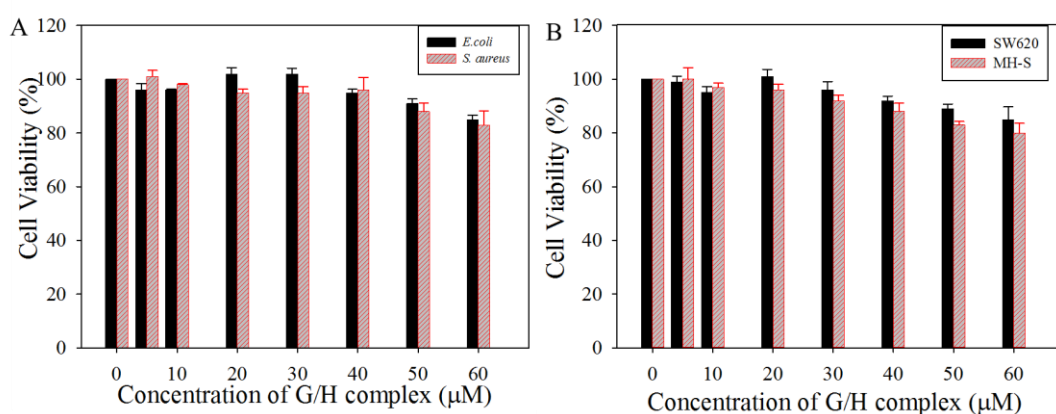 A
Cell Viability (%)
120
100
80
60
40
20
0
E.coli
S. aureus
0 10 20 30 40 50 60
Concentration of G/H complex (μM)
B
Cell Viability (%)
120
100
80
60
40
20
0
SW620
MH-S
0 10 20 30 40 50 60
Concentration of G/H complex (μM)